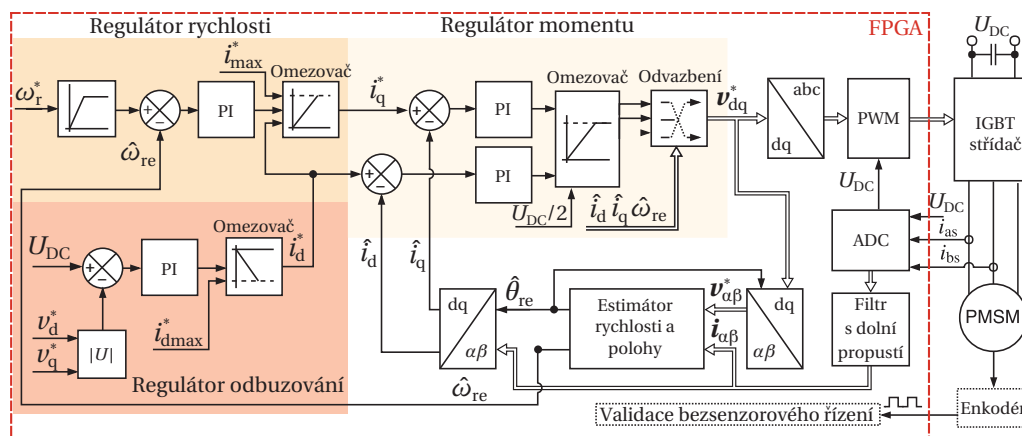 Regulátor rychlosti
Regulátor momentu
FPGA
U_DC
i*_max
Omezovač
i*_q
ω*_r
PI
ω̂_re
PI
Omezovač
Odvazbení
v*_dq
abc
dq
PWM
IGBT
střídač
PI
U_DC/2
î_d î_q ω̂_re
U_DC
U_DC
i_as
i_bs
ADC
Omezovač
U_DC
PI
i*_d
î_d
î_q
v*_d
v*_q
|U|
i*_dmax
Regulátor odbuzování
dq
αβ
θ̂_re
ω̂_re
Estimátor
rychlosti a
polohy
v*_αβ
i_αβ
dq
αβ
Filtr
s dolní
propustí
PMSM
Enkodér
Validace bezsenzorového řízení